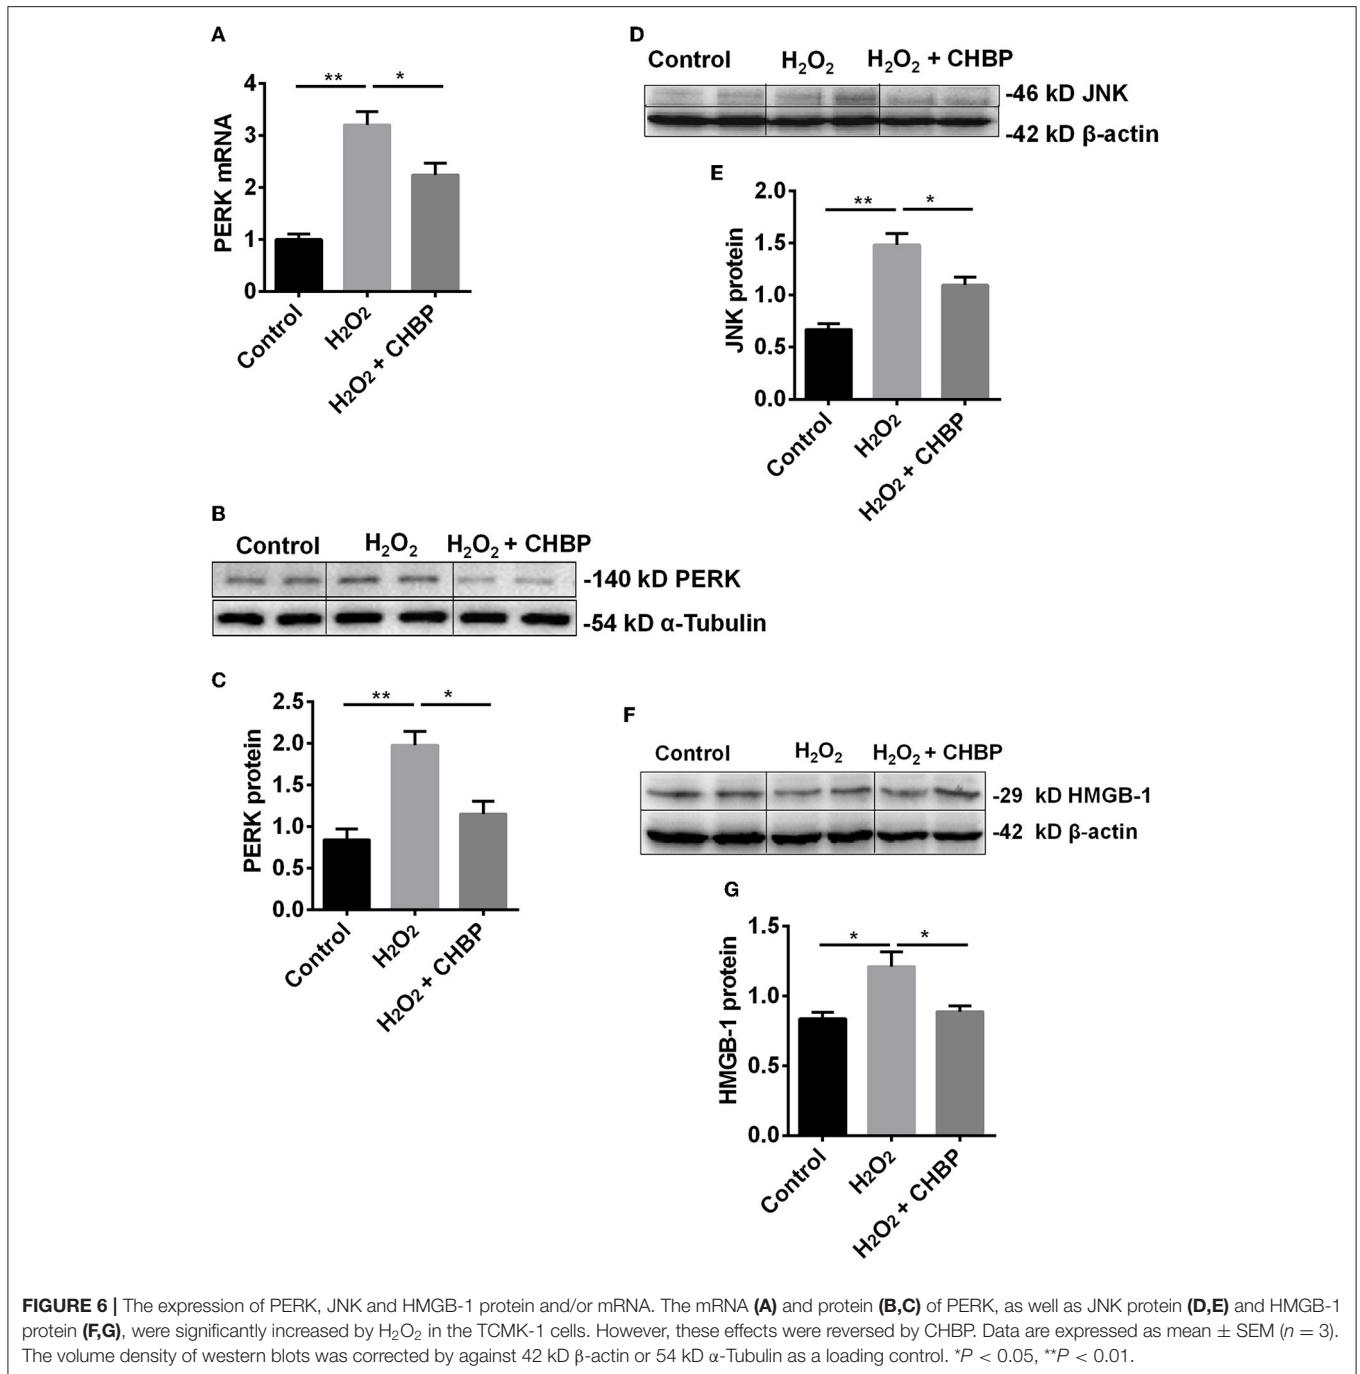 A
** *
4
3
2
1
0
PERK mRNA
Control
H2O2
H2O2 + CHBP
B
Control H2O2 H2O2 + CHBP
-140 kD PERK
-54 kD α-Tubulin
C
** *
2.5
2.0
1.5
1.0
0.5
0.0
PERK protein
Control
H2O2
H2O2 + CHBP
D
Control H2O2 H2O2 + CHBP
-46 kD JNK
-42 kD β-actin
E
** *
2.0
1.5
1.0
0.5
0.0
JNK protein
Control
H2O2
H2O2 + CHBP
F
Control H2O2 H2O2 + CHBP
-29 kD HMGB-1
-42 kD β-actin
G
* *
1.5
1.0
0.5
0.0
HMGB-1 protein
Control
H2O2
H2O2 + CHBP
FIGURE 6 | The expression of PERK, JNK and HMGB-1 protein and/or mRNA. The mRNA (A) and protein (B,C) of PERK, as well as JNK protein (D,E) and HMGB-1
protein (F,G), were significantly increased by H2O2 in the TCMK-1 cells. However, these effects were reversed by CHBP. Data are expressed as mean ± SEM (n = 3).
The volume density of western blots was corrected by against 42 kD β-actin or 54 kD α-Tubulin as a loading control. *P < 0.05, **P < 0.01.